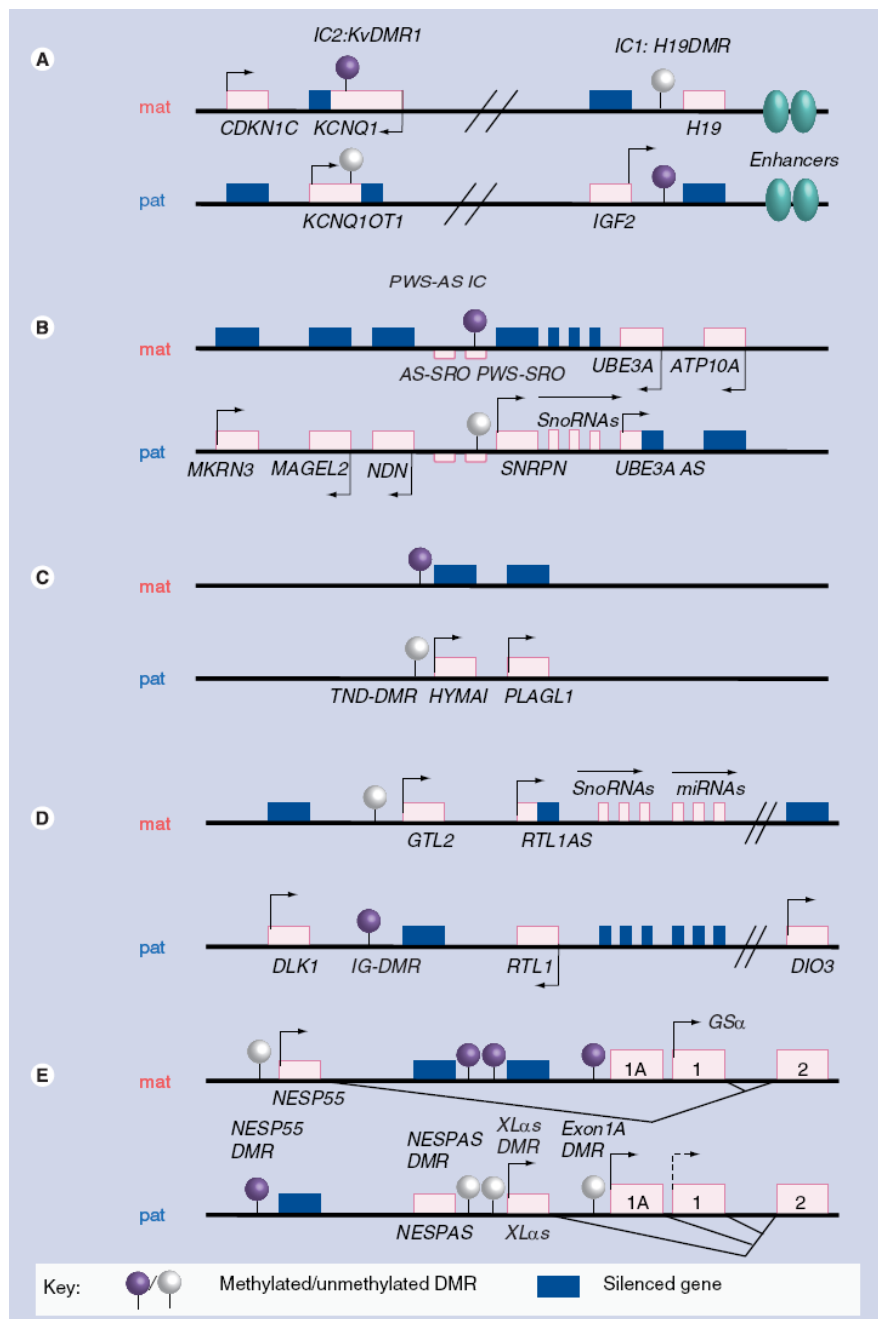 IC2:KvDMR1
IC1: H19DMR
A
mat
CDKN1C KCNQ1 H19
Enhancers
pat
KCNQ1OT1 IGF2
PWS-AS IC
B
mat
AS-SRO PWS-SRO UBE3A ATP10A
SnoRNAs
pat
MKRN3 MAGEL2 NDN SNRPN UBE3A AS
C
mat
pat
TND-DMR HYMAI PLAGL1
SnoRNAs miRNAs
D
mat
GTL2 RTL1AS
pat
DLK1 IG-DMR RTL1 DIO3
GSα
E
mat
1A 1 2
NESP55
NESP55 DMR
NESPAS DMR
XLαs DMR
Exon1A DMR
pat
1A 1 2
NESPAS XLαs
Key: / Methylated/unmethylated DMR Silenced gene